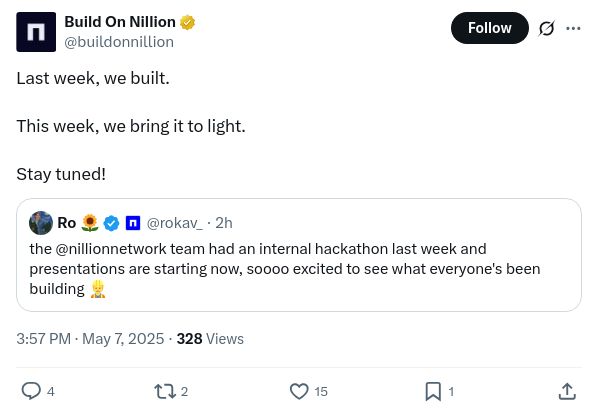 Build On Nillion
@buildonnillion
Follow
Last week, we built.
This week, we bring it to light.
Stay tuned!
Ro 🌻 @rokav_ · 2h
the @nillionnetwork team had an internal hackathon last week and
presentations are starting now, soooo excited to see what everyone's been
building 👷
3:57 PM · May 7, 2025 · 328 Views
4 2 15 1